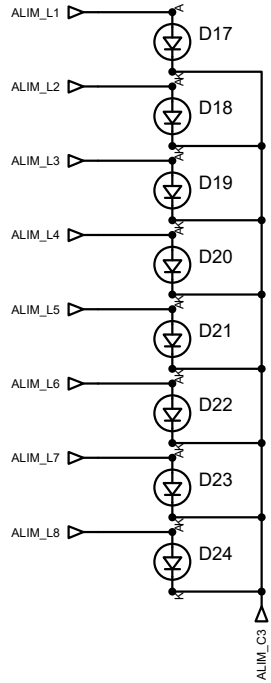 ALIM_L1
A
D17
K
ALIM_L2
A
D18
K
ALIM_L3
A
D19
K
ALIM_L4
A
D20
K
ALIM_L5
A
D21
K
ALIM_L6
A
D22
K
ALIM_L7
A
D23
K
ALIM_L8
A
D24
K
ALIM_C3